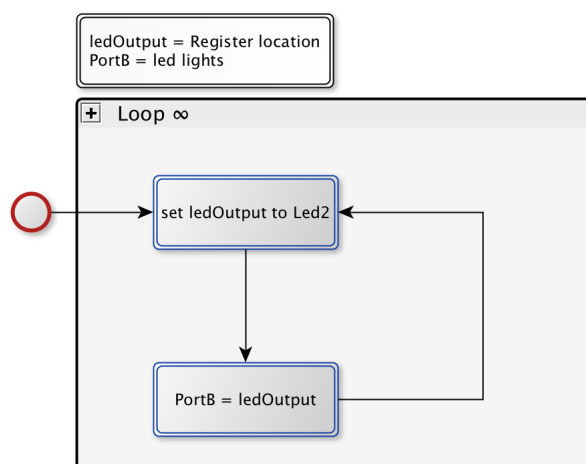 ledOutput = Register location
PortB = led lights
Loop ∞
set ledOutput to Led2
PortB = ledOutput